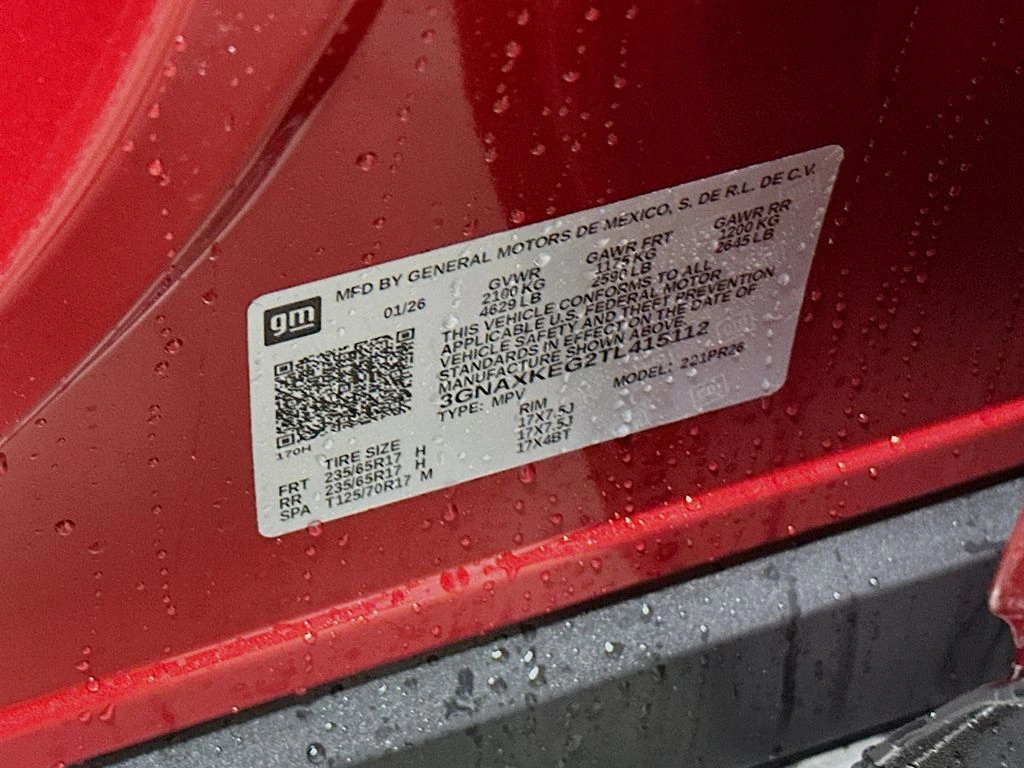 gm
MFD BY GENERAL MOTORS DE MEXICO, S. DE R.L. DE C.V.
01/26
GVWR GAWR FRT GAWR RR
2100 KG 1175 KG 1200 KG
4629 LB 2590 LB 2645 LB
THIS VEHICLE CONFORMS TO ALL
APPLICABLE U.S. FEDERAL MOTOR
VEHICLE SAFETY AND THEFT PREVENTION
STANDARDS IN EFFECT ON THE DATE OF
MANUFACTURE SHOWN ABOVE.
3GNAXKEG2TL415112
TYPE: MPV MODEL: 221PR26
170H
TIRE SIZE RIM
FRT 235/65R17 H 17X7.5J
RR 235/65R17 H 17X7.5J
SPA T125/70R17 M 17X4BT